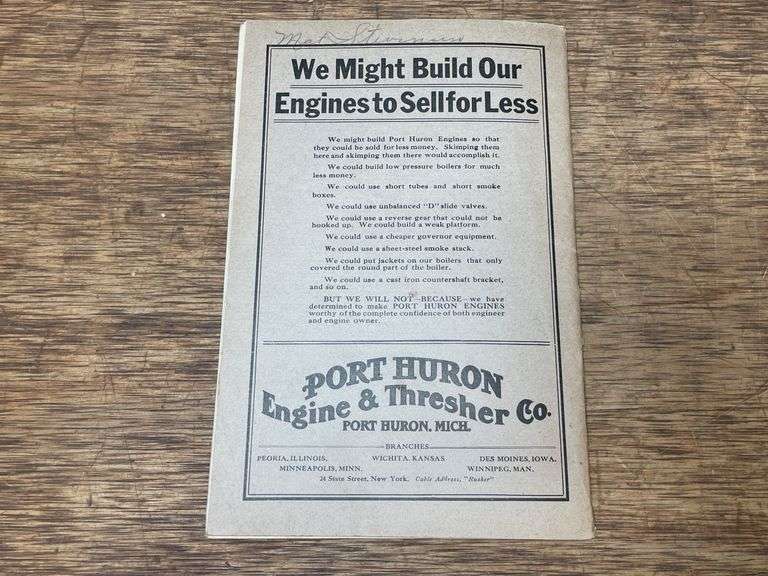 We Might Build Our
Engines to Sell for Less
We might build Port Huron Engines so that
they could be sold for less money. Skimping them
here and skimping them there would accomplish it.
We could build low pressure boilers for much
less money.
We could use short tubes and short smoke
boxes.
We could use unbalanced "D" slide valves.
We could use a reverse gear that could not be
hooked up. We could build a weak platform.
We could use a cheaper governor equipment.
We could use a sheet-steel smoke stack.
We could put jackets on our boilers that only
covered the round part of the boiler.
We could use a cast iron countershaft bracket,
and so on.
BUT WE WILL NOT—BECAUSE—we have
determined to make PORT HURON ENGINES
worthy of the complete confidence of both engineer
and engine owner.
PORT HURON
Engine & Thresher Co.
PORT HURON, MICH.
BRANCHES
PEORIA, ILLINOIS, WICHITA, KANSAS DES MOINES, IOWA,
MINNEAPOLIS, MINN. WINNIPEG, MAN.
24 State Street, New York. Cable Address, "Rusher"